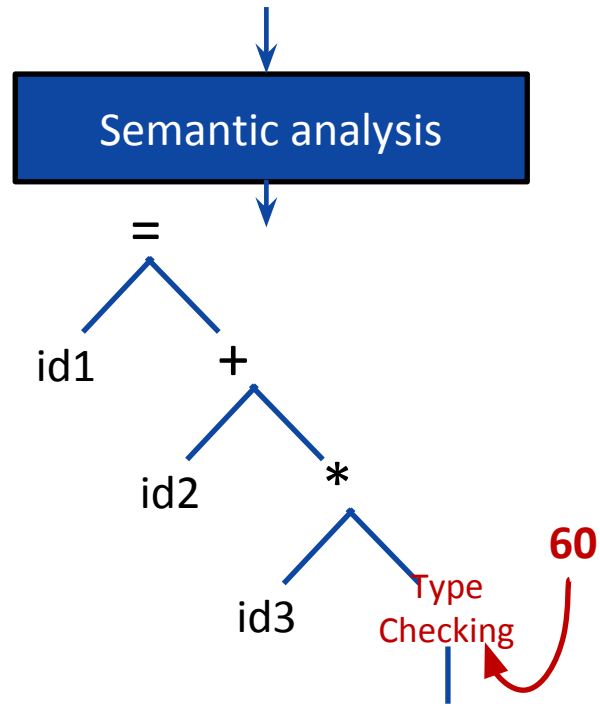 Semantic analysis
=
id1
+
id2
*
60
id3
Type
Checking